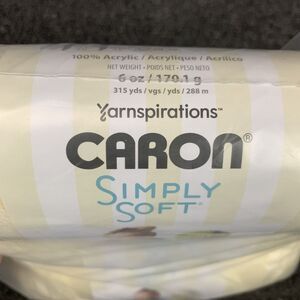 100% Acrylic / Acrylique / Acrílico
NET WEIGHT • POIDS NET • PESO NETO
6 oz / 170.1 g
315 yds / vgs / yds / 288 m
Yarnspirations™
CARON®
SIMPLY
SOFT®